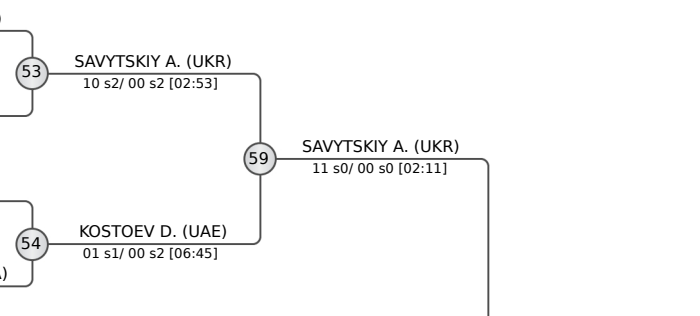 )
53
SAVYTSKIY A. (UKR)
10 s2/ 00 s2 [02:53]
59
SAVYTSKIY A. (UKR)
11 s0/ 00 s0 [02:11]
54
KOSTOEV D. (UAE)
01 s1/ 00 s2 [06:45]
)